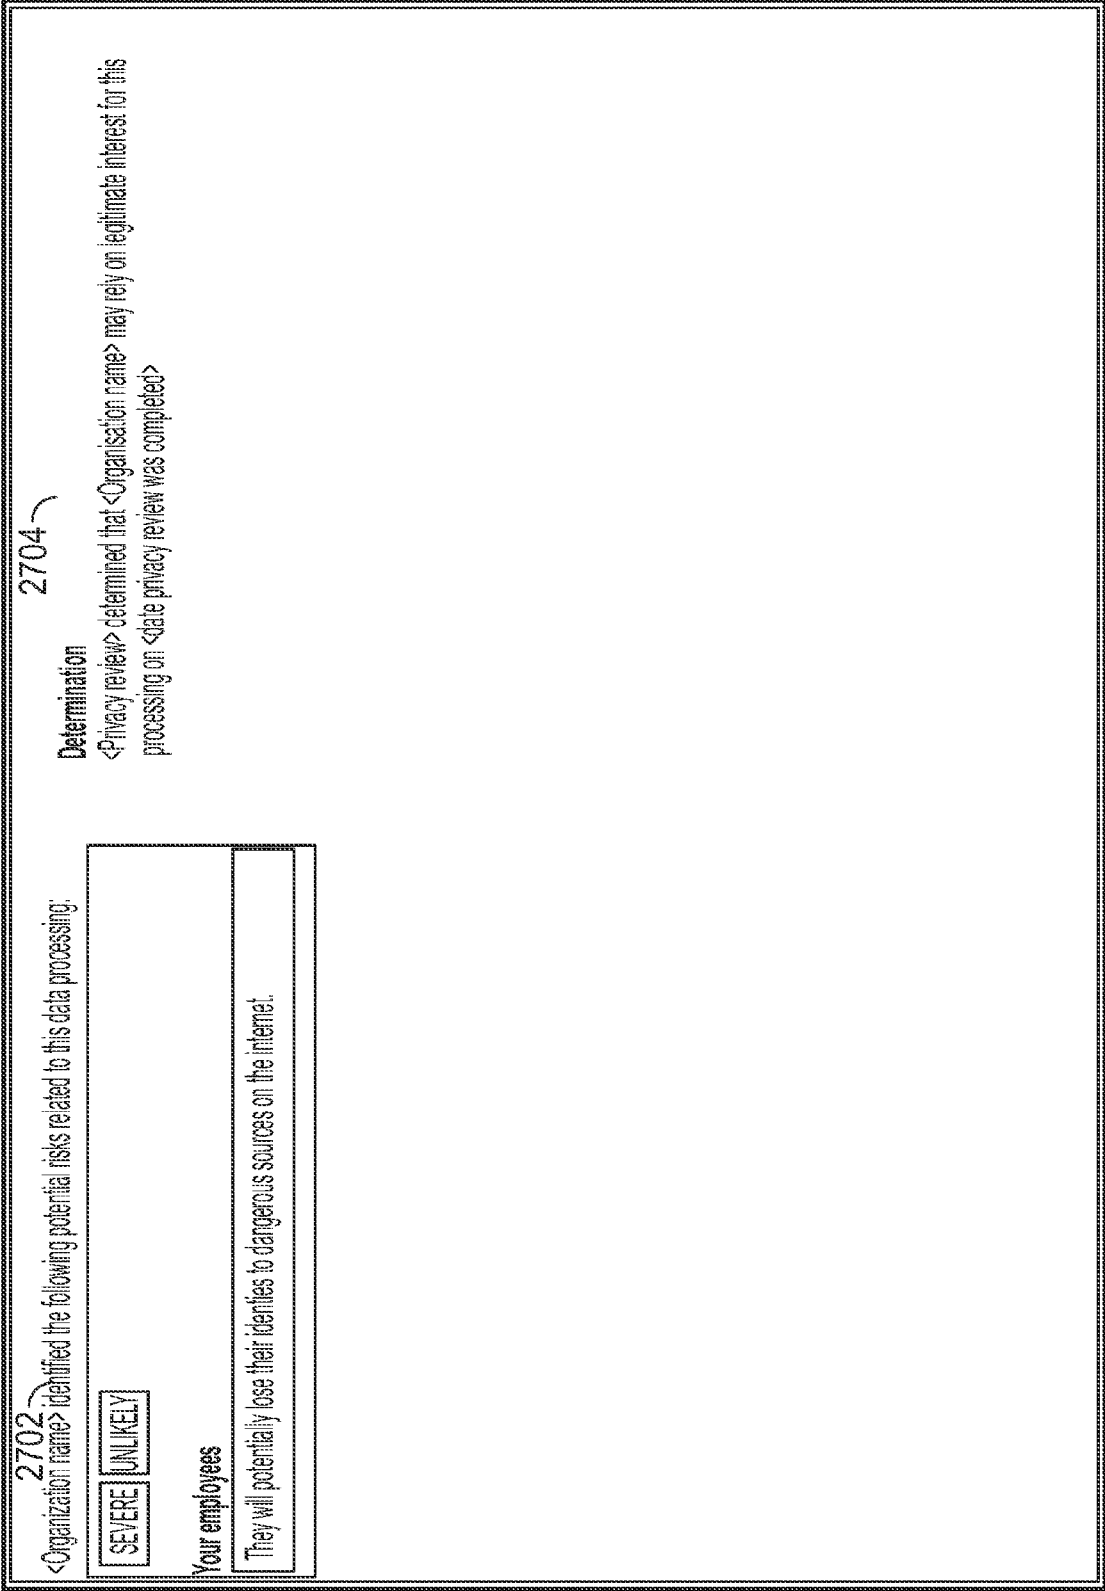 2702
<Organization name> identified the following potential risks related to this data processing:
SEVERE UNLIKELY
Your employees
They will potentially lose their identies to dangerous sources on the internet.
2704
Determination
<Privacy review> determined that <Organisation name> may rely on legitimate interest for this
processing on <date privacy review was completed>